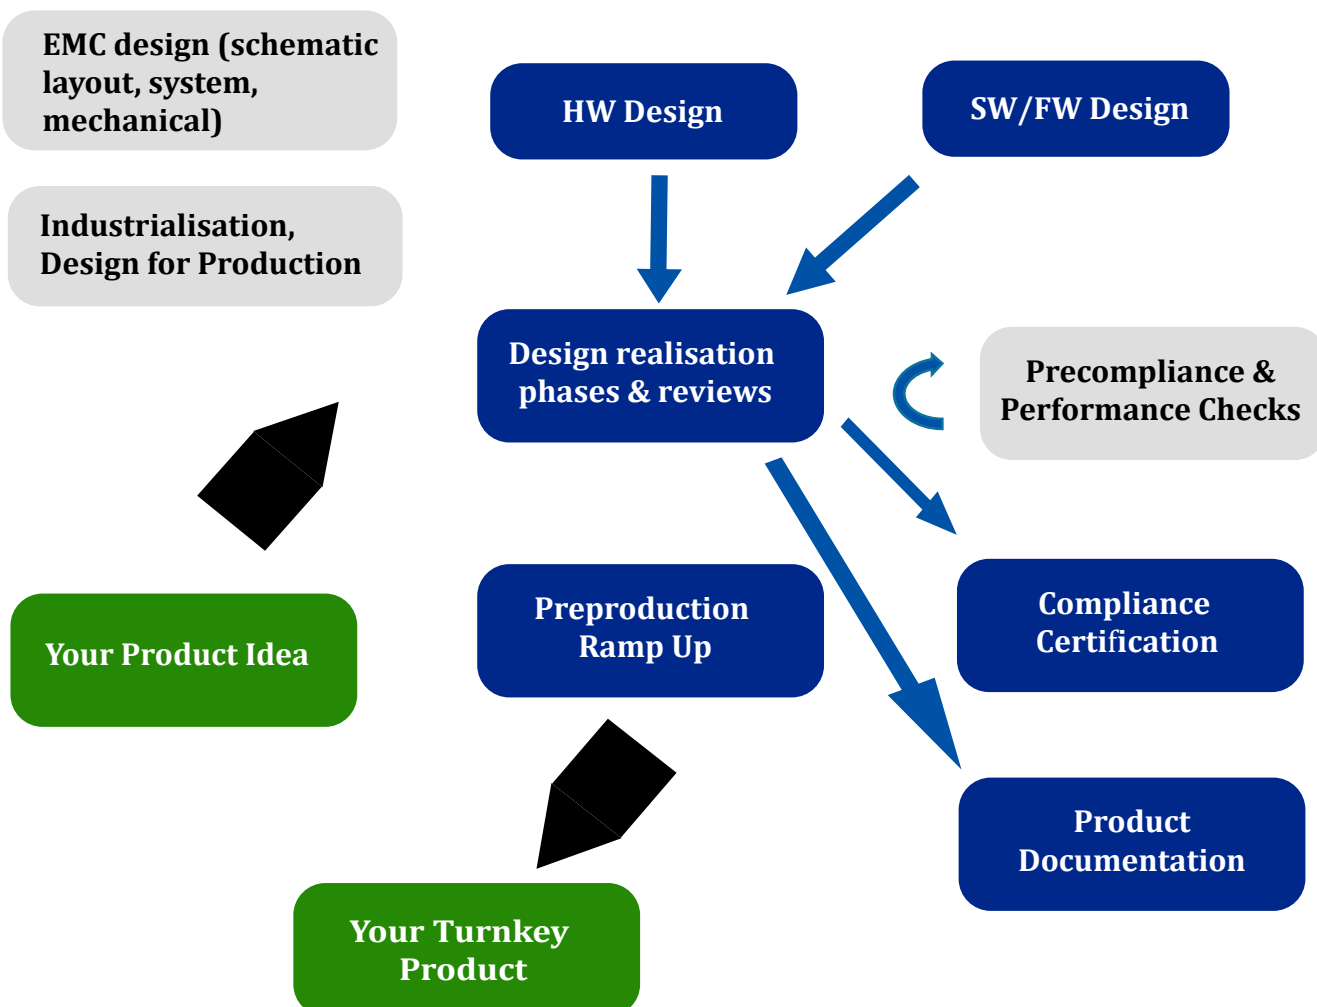 EMC design (schematic
layout, system,
mechanical)
HW Design
SW/FW Design
Industrialisation,
Design for Production
Design realisation
phases & reviews
Precompliance &
Performance Checks
Preproduction
Ramp Up
Compliance
Certification
Your Product Idea
Product
Documentation
Your Turnkey
Product